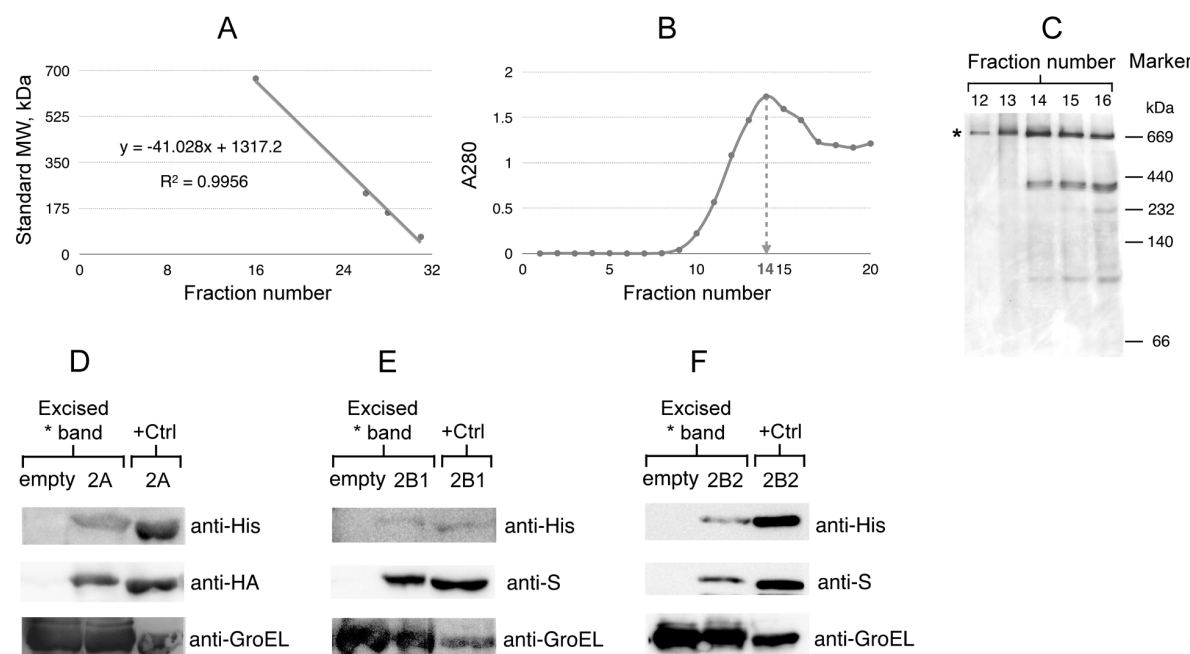 A
Standard MW, kDa
700
525
350
175
0
y = -41.028x + 1317.2
R² = 0.9956
0 8 16 24 32
Fraction number
B
A280
2
1.5
1
0.5
0
0 5 10 14 15 20
Fraction number
C
Fraction number Marker
12 13 14 15 16 kDa
* 669
440
232
140
66
D
Excised
* band +Ctrl
empty 2A 2A
anti-His
anti-HA
anti-GroEL
E
Excised
* band +Ctrl
empty 2B1 2B1
anti-His
anti-S
anti-GroEL
F
Excised
* band +Ctrl
empty 2B2 2B2
anti-His
anti-S
anti-GroEL